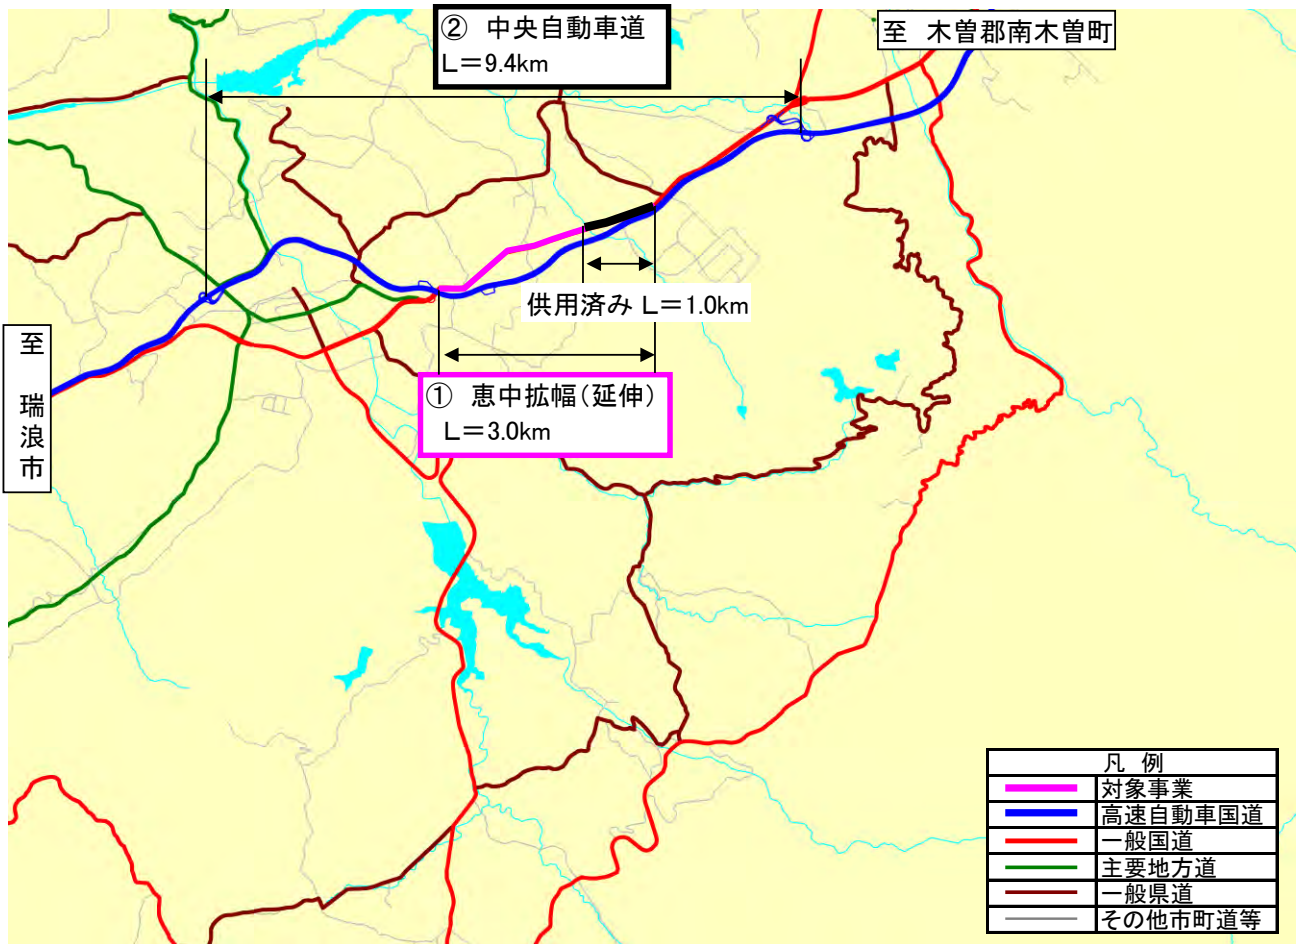 ② 中央自動車道
L＝9.4km
至 木曽郡南木曽町
供用済み L＝1.0km
至 瑞浪市
① 恵中拡幅（延伸）
L＝3.0km
凡 例
対象事業
高速自動車国道
一般国道
主要地方道
一般県道
その他市町道等